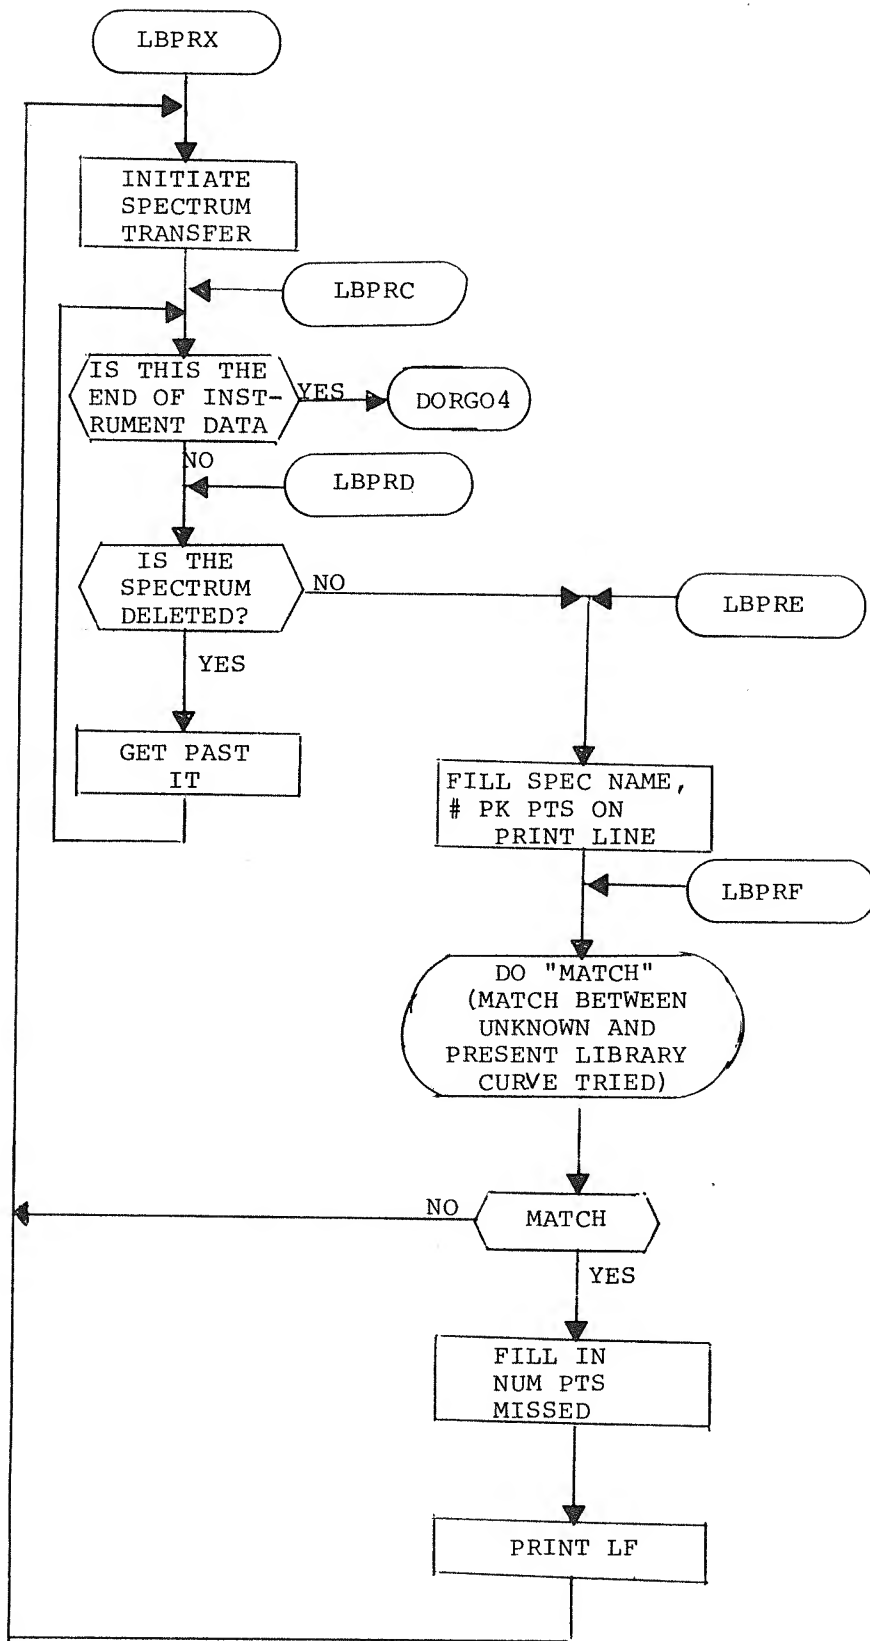 LBPRX
INITIATE
SPECTRUM
TRANSFER
LBPRC
IS THIS THE
END OF INST-
RUMENT DATA
YES
DORGO4
NO
LBPRD
IS THE
SPECTRUM
DELETED?
NO
LBPRE
YES
GET PAST
IT
FILL SPEC NAME,
# PK PTS ON
PRINT LINE
LBPRF
DO "MATCH"
(MATCH BETWEEN
UNKNOWN AND
PRESENT LIBRARY
CURVE TRIED)
NO
MATCH
YES
FILL IN
NUM PTS
MISSED
PRINT LF